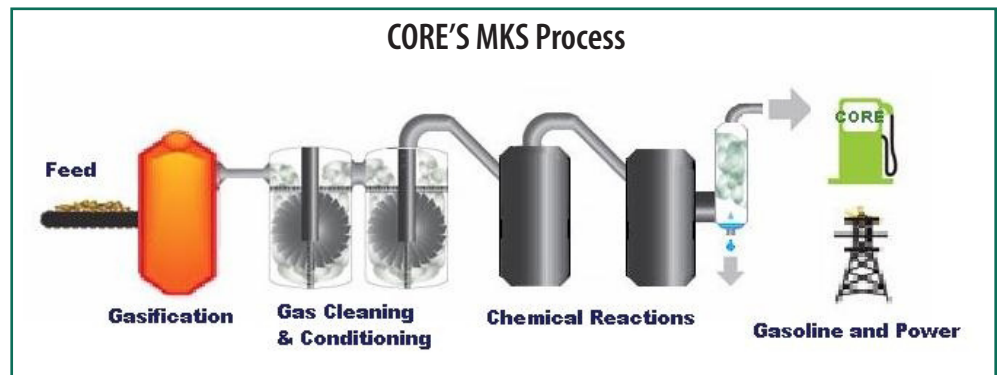 CORE'S MKS Process
CORE
Feed
Gasification
Gas Cleaning
& Conditioning
Chemical Reactions
Gasoline and Power